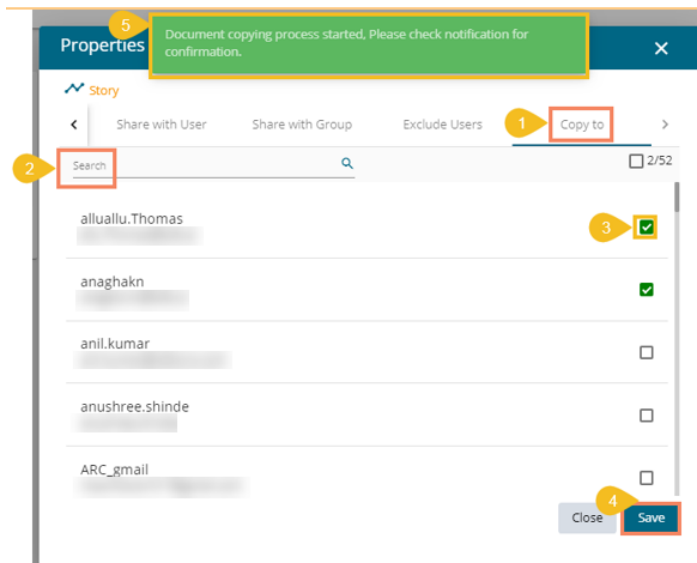 5
Document copying process started, Please check notification for
confirmation.
Properties
Story
Share with User
Share with Group
Exclude Users
1
Copy to
2
Search
2/52
alluallu.Thomas
3
anaghakn
anil.kumar
anushree.shinde
ARC_gmail
4
Close
Save